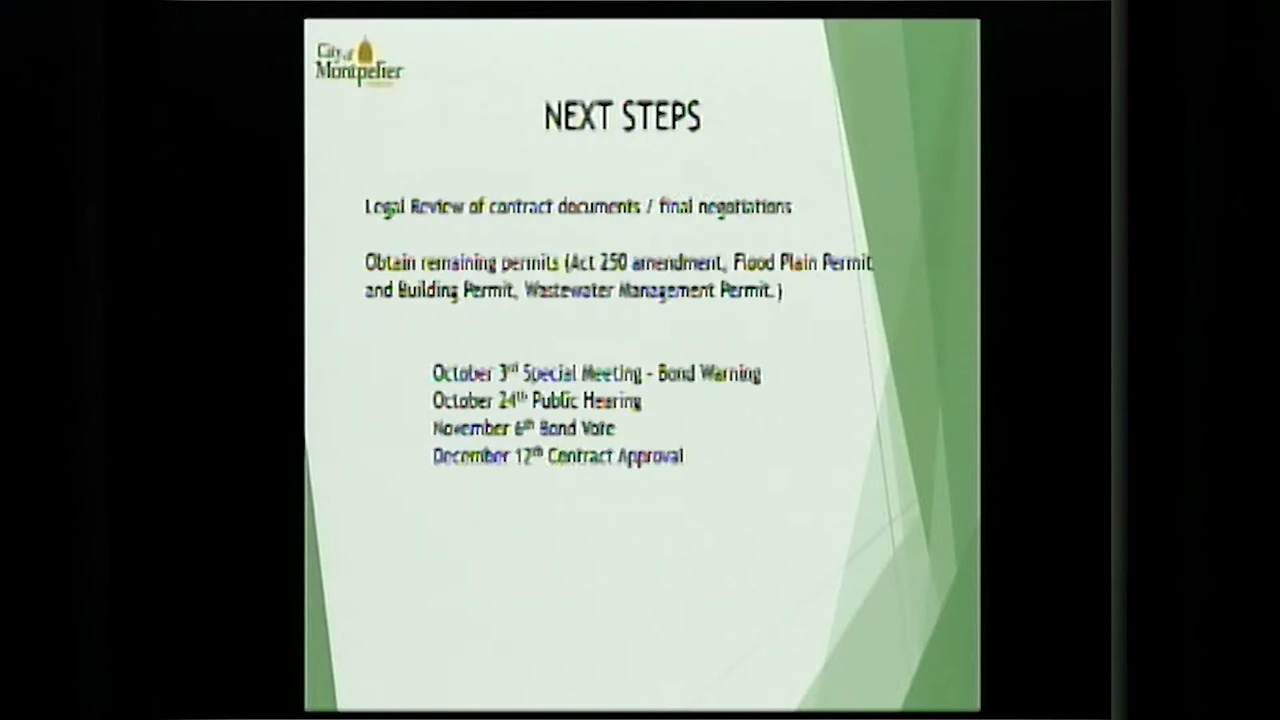 City of
Montpelier
NEXT STEPS
Legal Review of contract documents / final negotiations
Obtain remaining permits (Act 250 amendment, Flood Plain Permit
and Building Permit, Wastewater Management Permit.)
October 3rd Special Meeting - Bond Warning
October 24th Public Hearing
November 6th Bond Vote
December 12th Contract Approval